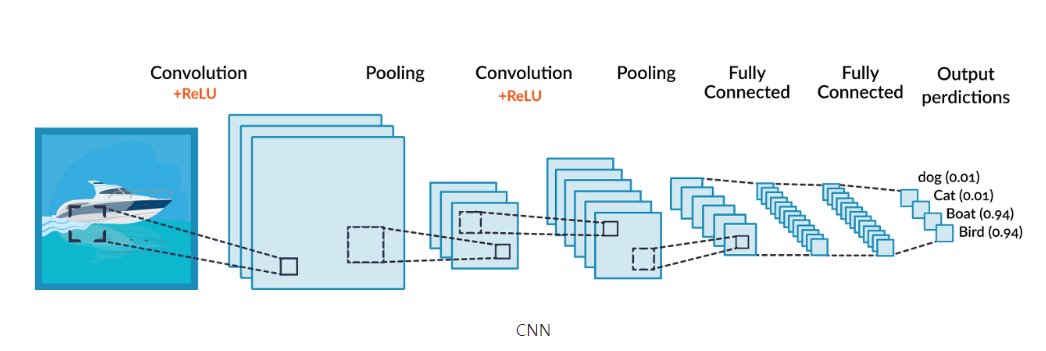 Convolution
+ReLU
Pooling
Convolution
+ReLU
Pooling
Fully
Connected
Fully
Connected
Output
perdictions
dog (0.01)
Cat (0.01)
Boat (0.94)
Bird (0.94)
CNN